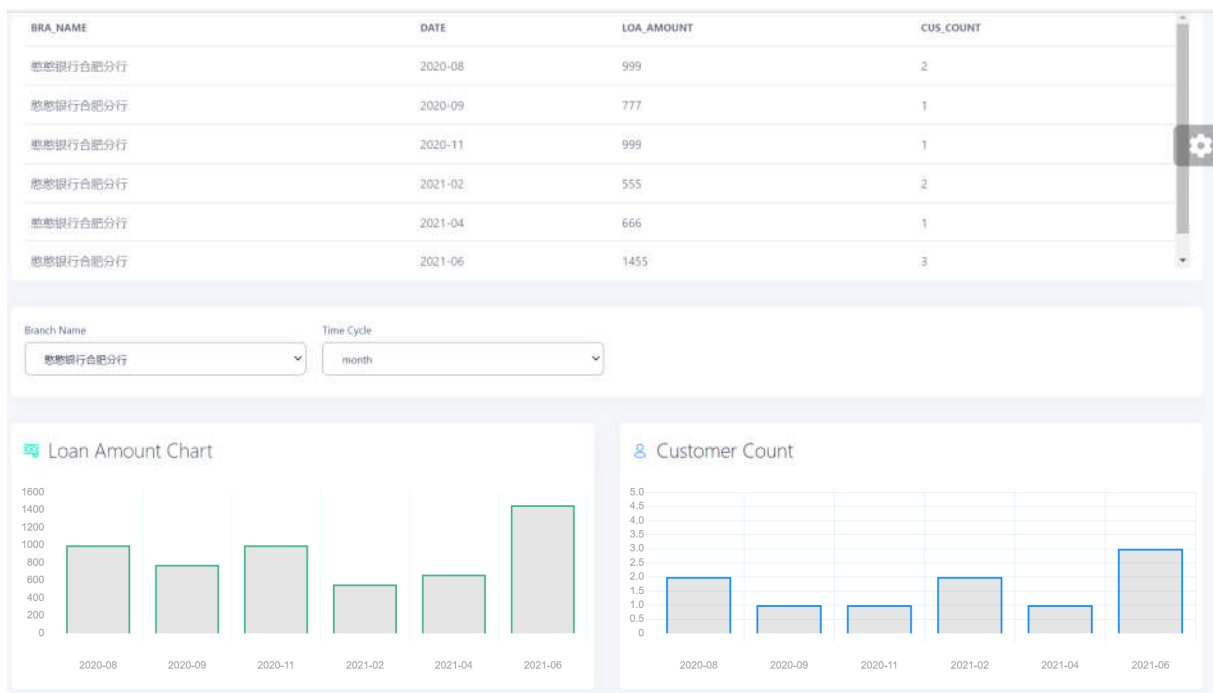 BRA_NAME DATE LOA_AMOUNT CUS_COUNT
憨憨银行合肥分行 2020-08 999 2
憨憨银行合肥分行 2020-09 777 1
憨憨银行合肥分行 2020-11 999 1
憨憨银行合肥分行 2021-02 555 2
憨憨银行合肥分行 2021-04 666 1
憨憨银行合肥分行 2021-06 1455 3
Branch Name Time Cycle
憨憨银行合肥分行 month
Loan Amount Chart
1600
1400
1200
1000
800
600
400
200
0
2020-08 2020-09 2020-11 2021-02 2021-04 2021-06
Customer Count
5.0
4.5
4.0
3.5
3.0
2.5
2.0
1.5
1.0
0.5
0
2020-08 2020-09 2020-11 2021-02 2021-04 2021-06